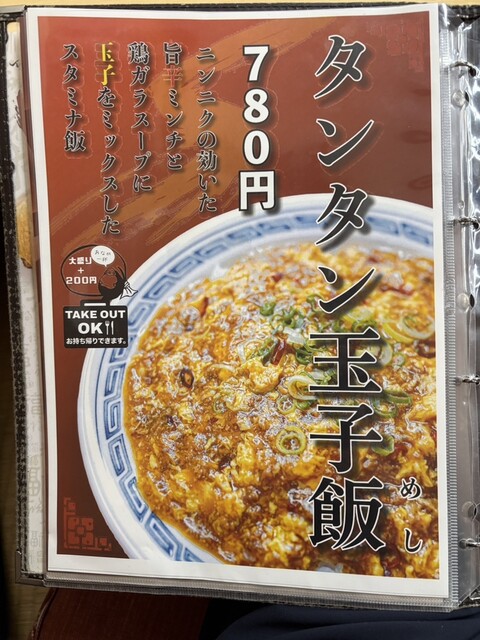 タンタン玉子飯
めし
780円
ニンニクの効いた
旨辛ミンチと
鶏ガラスープに
玉子をミックスした
スタミナ飯
大盛り
+
200円
TAKE OUT
OK
お持ち帰りできます。